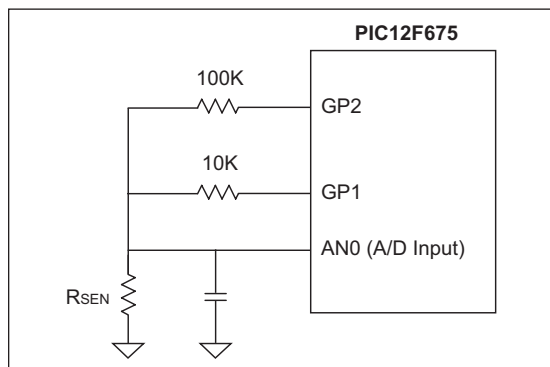 PIC12F675
100K
GP2
10K
GP1
AN0 (A/D Input)
RSEN